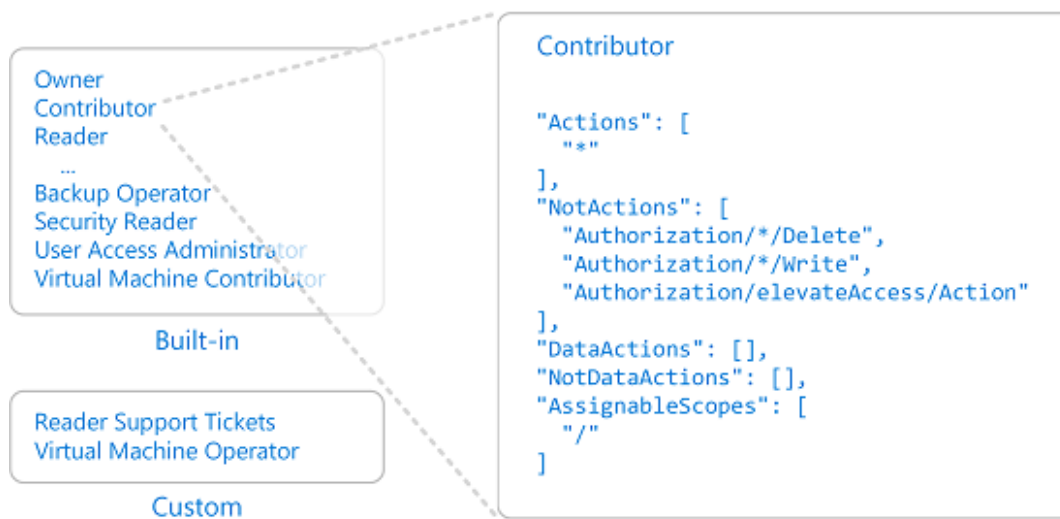 Owner
Contributor
Reader
...
Backup Operator
Security Reader
User Access Administrator
Virtual Machine Contributor
Built-in
Reader Support Tickets
Virtual Machine Operator
Custom
Contributor
"Actions": [
"*"
],
"NotActions": [
"Authorization/*/Delete",
"Authorization/*/Write",
"Authorization/elevateAccess/Action"
],
"DataActions": [],
"NotDataActions": [],
"AssignableScopes": [
"/"
]